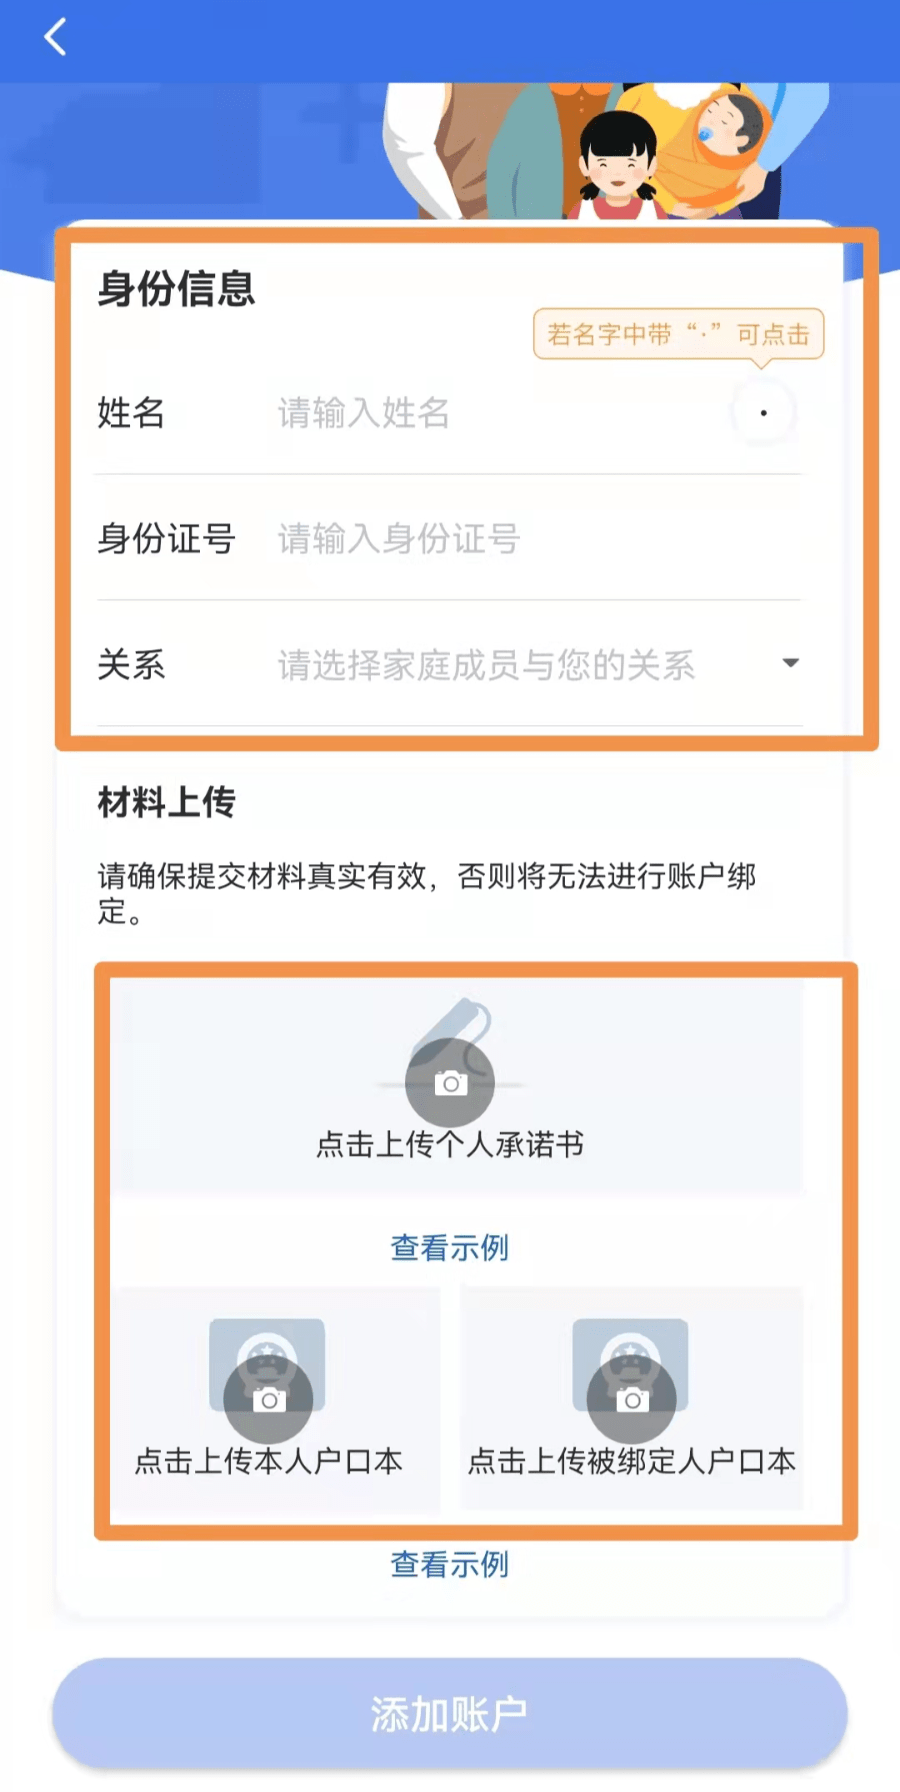 身份信息
若名字中带“·”可点击
姓名 请输入姓名 ·
身份证号 请输入身份证号
关系 请选择家庭成员与您的关系
材料上传
请确保提交材料真实有效，否则将无法进行账户绑
定。
点击上传个人承诺书
查看示例
点击上传本人户口本 点击上传被绑定人户口本
查看示例
添加账户